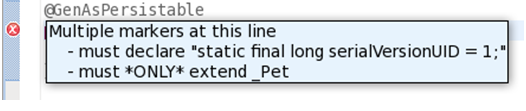 @GenAsPersistable
Multiple markers at this line
- must declare "static final long serialVersionUID = 1;"
- must *ONLY* extend _Pet